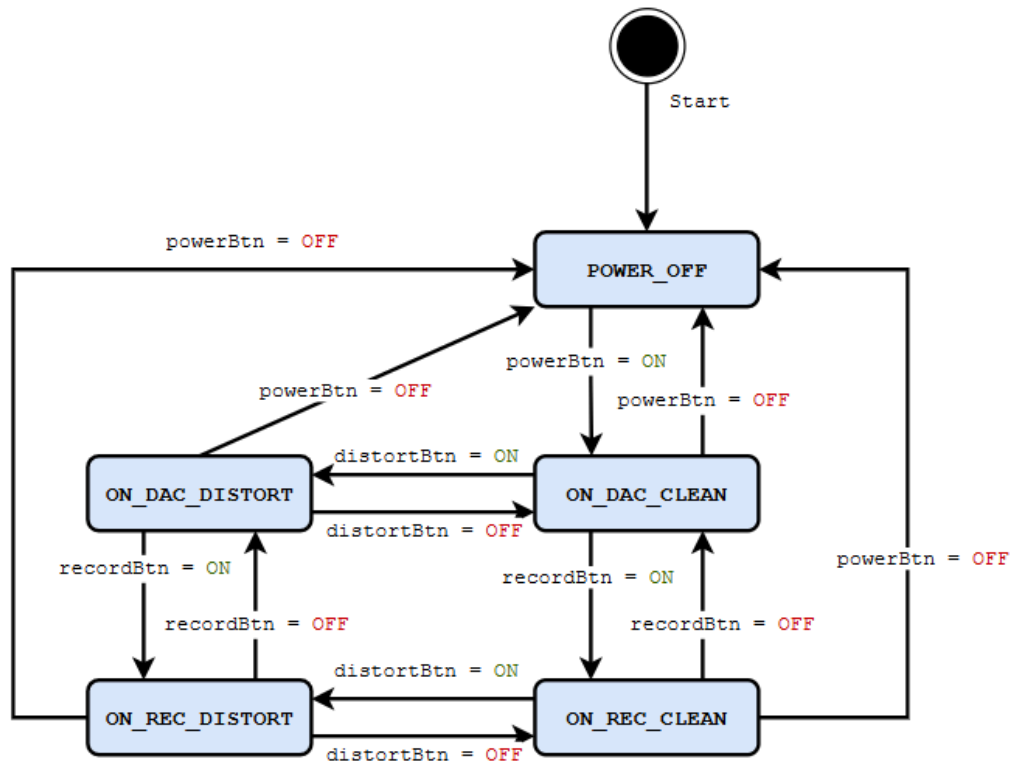 Start
powerBtn = OFF
POWER_OFF
powerBtn = ON
powerBtn = OFF
powerBtn = OFF
distortBtn = ON
ON_DAC_DISTORT
ON_DAC_CLEAN
distortBtn = OFF
powerBtn = OFF
recordBtn = ON
recordBtn = ON
recordBtn = OFF
recordBtn = OFF
distortBtn = ON
ON_REC_DISTORT
ON_REC_CLEAN
distortBtn = OFF